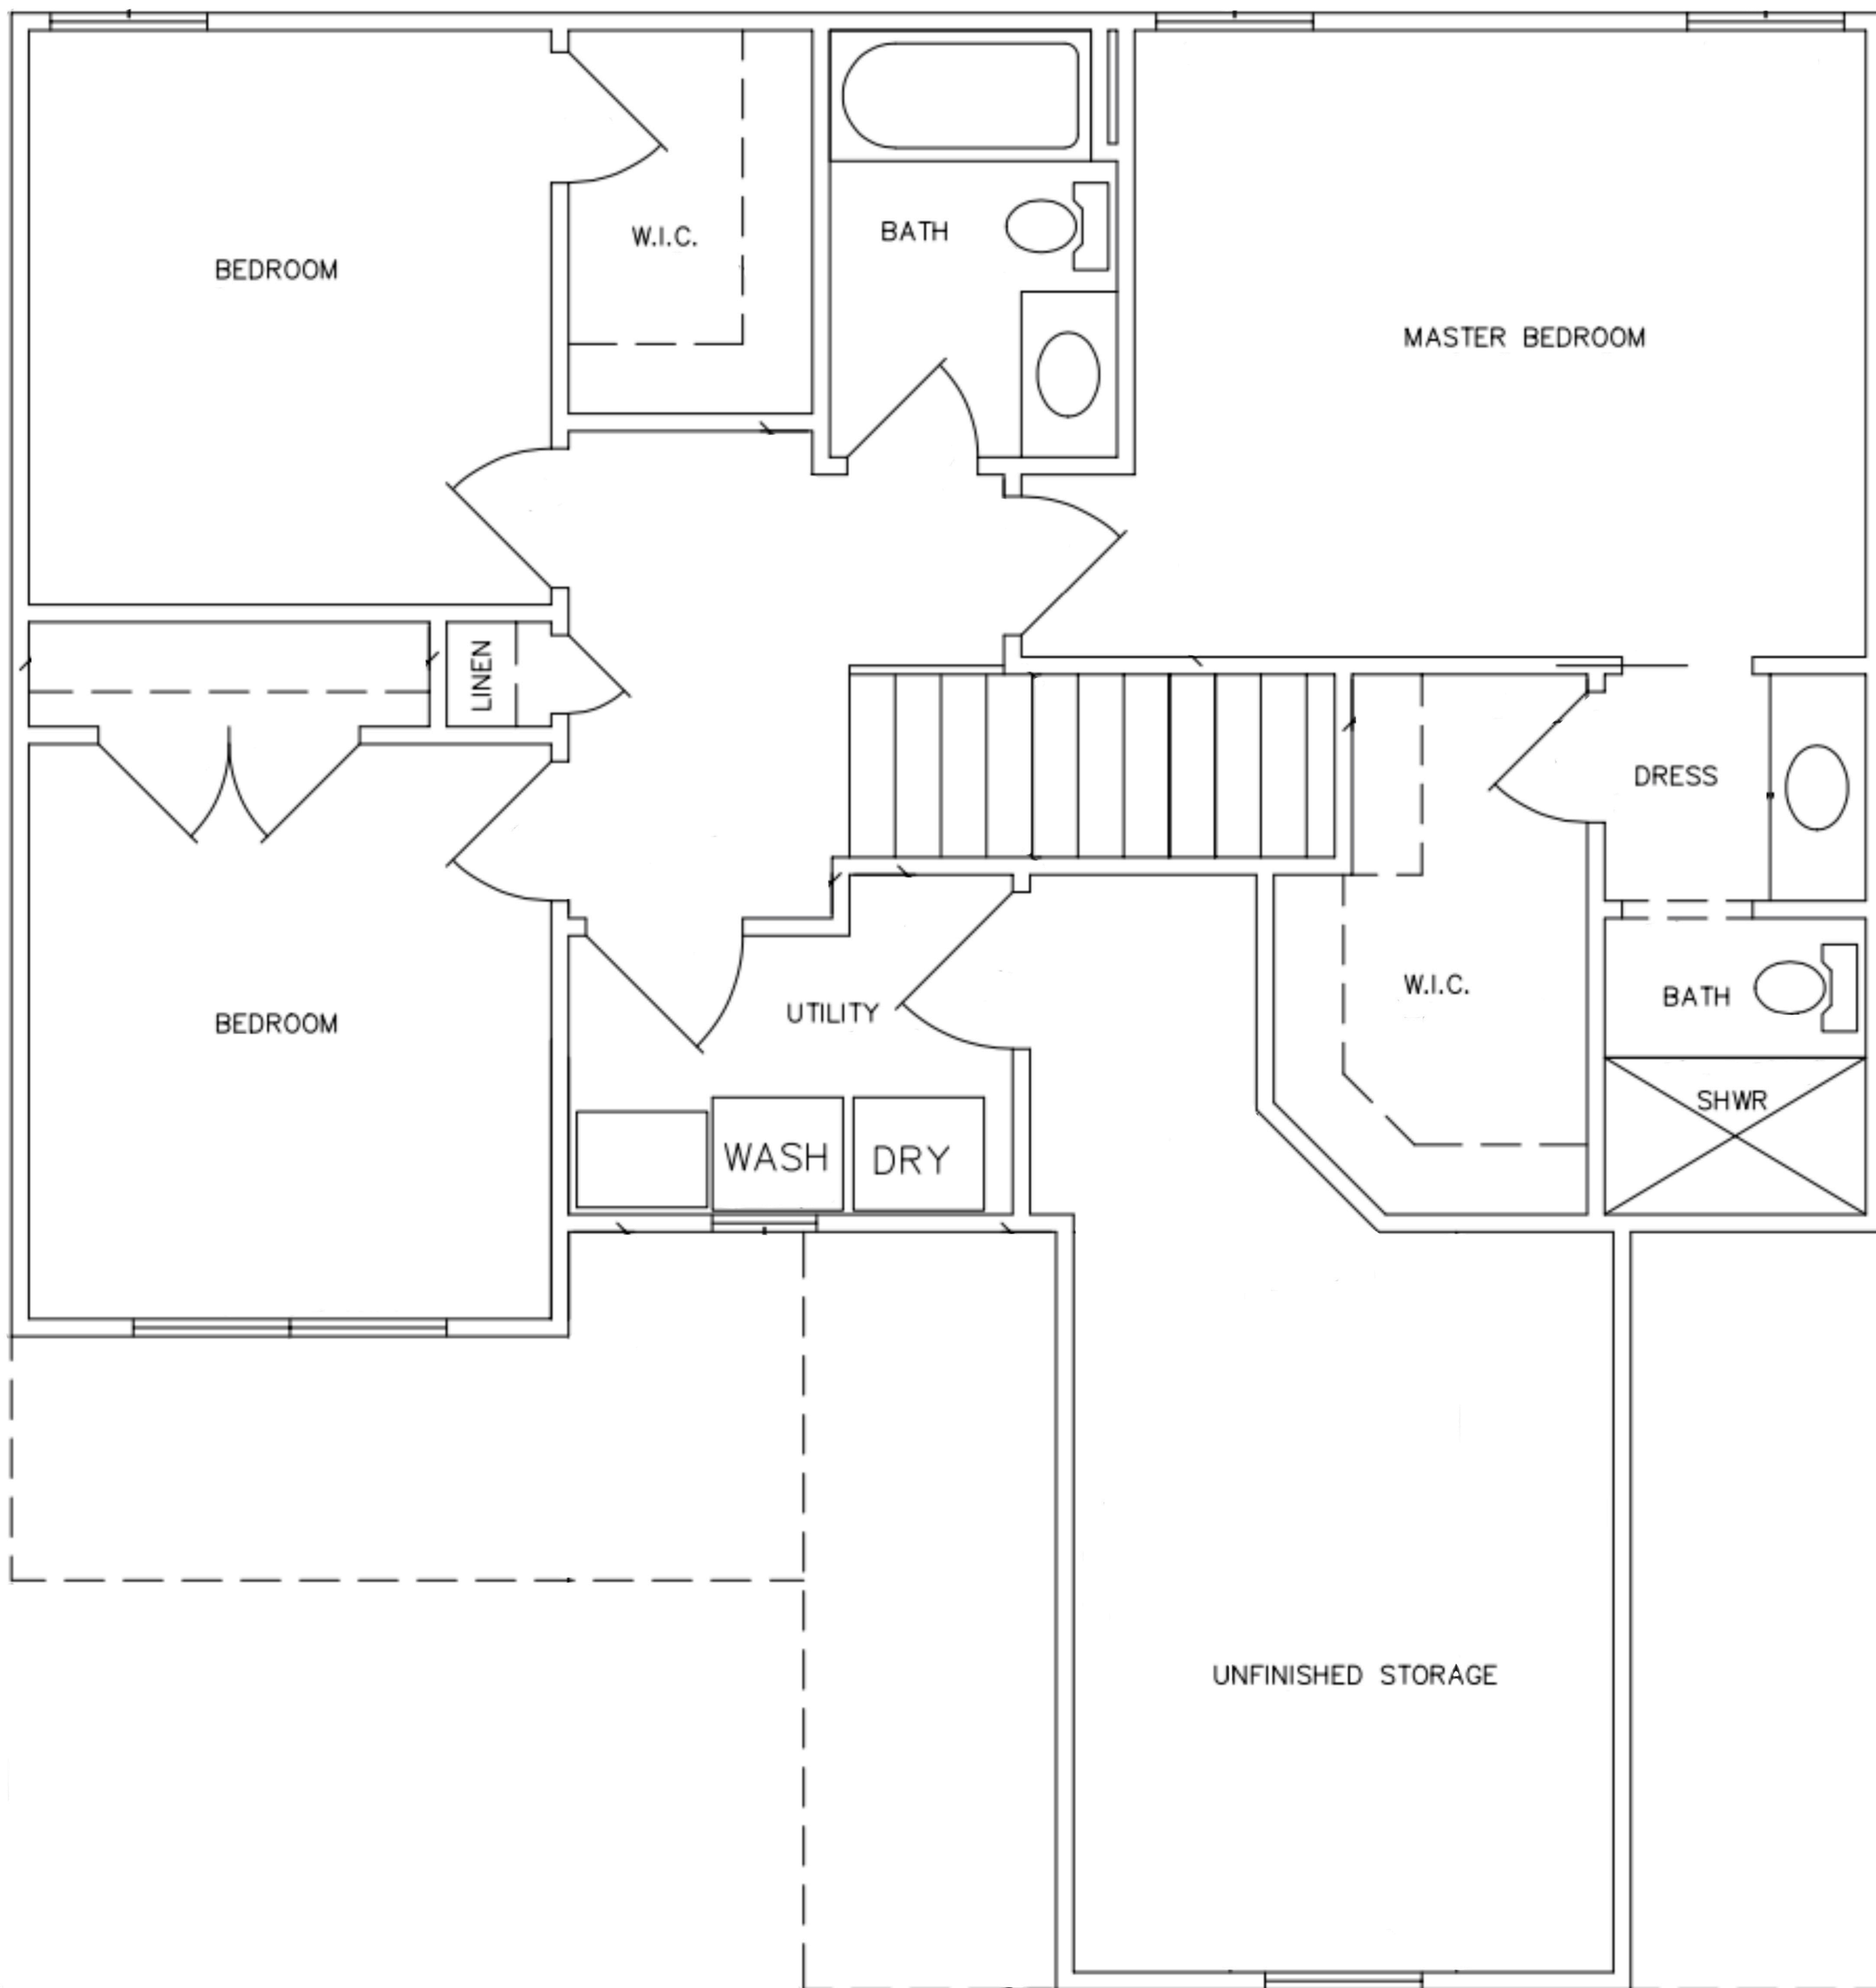 W.I.C.
BATH
BEDROOM
MASTER BEDROOM
LINEN
DRESS
W.I.C.
BATH
UTILITY
BEDROOM
SHWR
WASH
DRY
UNFINISHED STORAGE